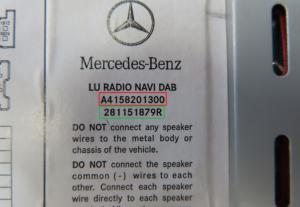 Mercedes-Benz
LU RADIO NAVI DAB
A4158201300
281151879R
DO NOT connect any speaker
wires to the metal body or
chassis of the vehicle.
DO NOT connect the speaker
common (-) wires to each
other. Connect each speaker
wire directly to each speaker